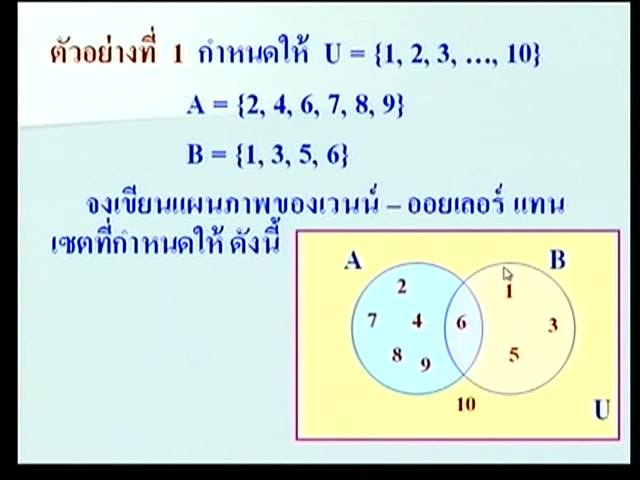 ตัวอย่างที่ 1 กำหนดให้ U = {1, 2, 3, ..., 10}
A = {2, 4, 6, 7, 8, 9}
B = {1, 3, 5, 6}
จงเขียนแผนภาพของเวนน์ – ออยเลอร์ แทน
เซตที่กำหนดให้ ดังนี้
A B
2 1
7 4 6 3
8 9 5
10 U